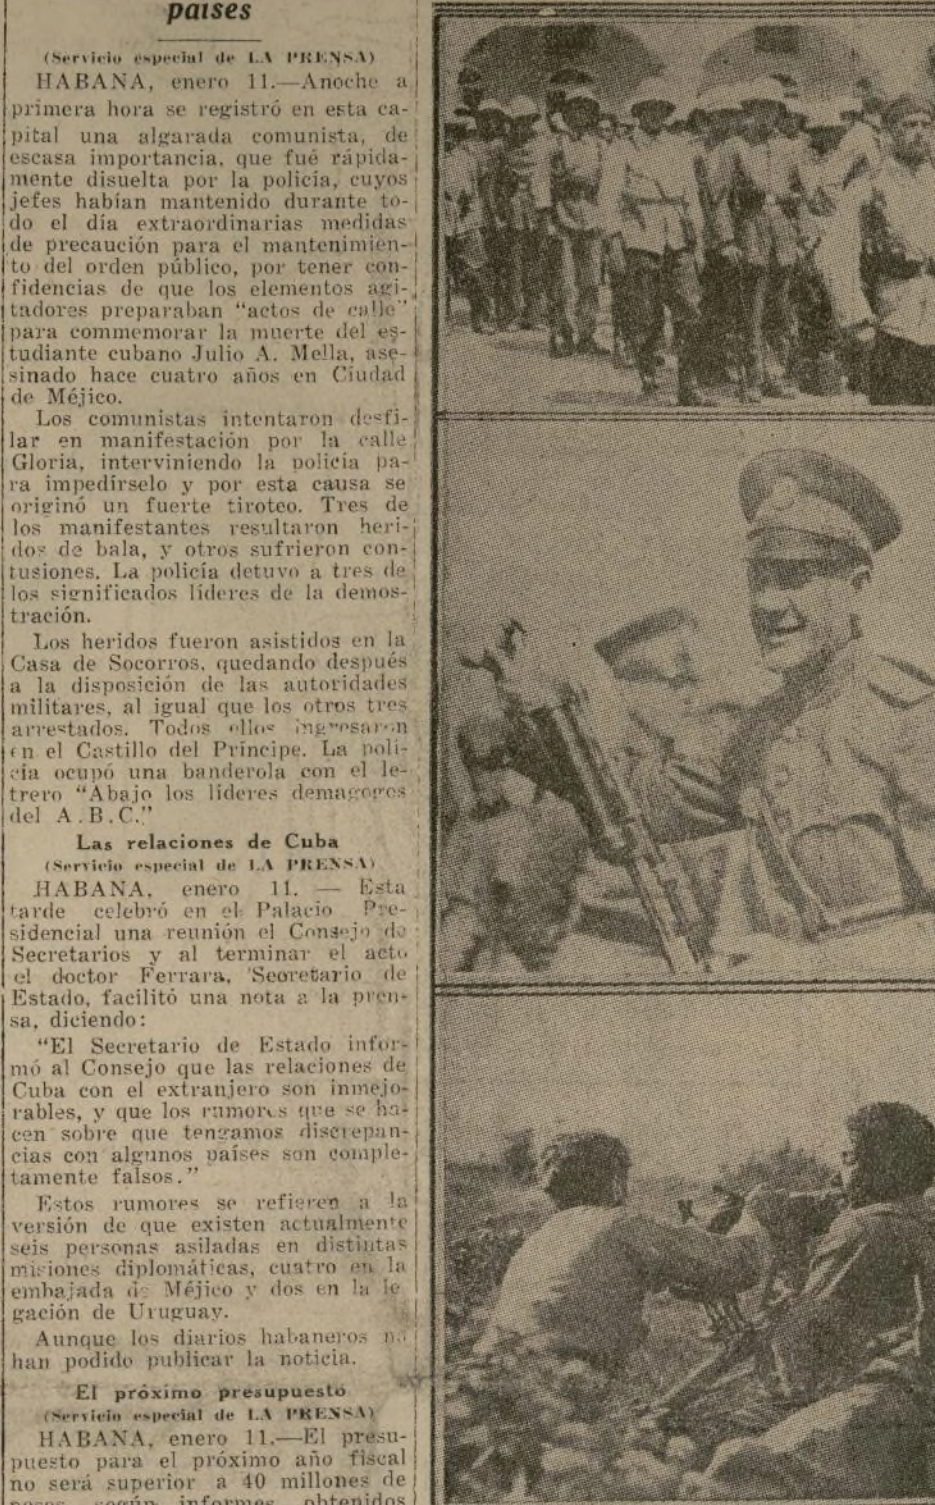 países
(Servicio especial de LA PRENSA)
HABANA, enero 11.—Anoche a
primera hora se registró en esta ca-
pital una algarada comunista, de
escasa importancia, que fué rápida-
mente disuelta por la policía, cuyos
jefes habían mantenido durante to-
do el día extraordinarias medidas
de precaución para el mantenimien-
to del orden público, por tener con-
fidencias de que los elementos agi-
tadores preparaban "actos de calle"
para commemorar la muerte del es-
tudiante cubano Julio A. Mella, ase-
sinado hace cuatro años en Ciudad
de Méjico.
Los comunistas intentaron desfi-
lar en manifestación por la calle
Gloria, interviniendo la policía pa-
ra impedírselo y por esta causa se
originó un fuerte tiroteo. Tres de
los manifestantes resultaron heri-
dos de bala, y otros sufrieron con-
tusiones. La policía detuvo a tres de
los significados líderes de la demos-
tración.
Los heridos fueron asistidos en la
Casa de Socorros, quedando después
a la disposición de las autoridades
militares, al igual que los otros tres
arrestados. Todos ellos ingresaron
en el Castillo del Príncipe. La poli-
cía ocupó una banderola con el le-
trero "Abajo los líderes demagogos
del A.B.C."
Las relaciones de Cuba
(Servicio especial de LA PRENSA)
HABANA, enero 11. — Esta
tarde celebró en el Palacio Pre-
sidencial una reunión el Consejo de
Secretarios y al terminar el acto
el doctor Ferrara, Secretario de
Estado, facilitó una nota a la pren-
sa, diciendo:
"El Secretario de Estado infor-
mó al Consejo que las relaciones de
Cuba con el extranjero son inmejo-
rables, y que los rumores que se ha-
cen sobre que tengamos discrepan-
cias con algunos países son comple-
tamente falsos."
Estos rumores se refieren a la
versión de que existen actualmente
seis personas asiladas en distintas
misiones diplomáticas, cuatro en la
embajada de Méjico y dos en la le
gación de Uruguay.
Aunque los diarios habaneros no
han podido publicar la noticia.
El próximo presupuesto
(Servicio especial de LA PRENSA)
HABANA, enero 11.—El presu-
puesto para el próximo año fiscal
no será superior a 40 millones de
pesos, según informes obtenidos